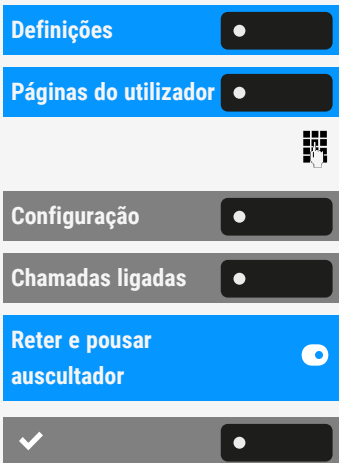 Definições
Páginas do utilizador
Configuração
Chamadas ligadas
Reter e pousar
auscultador